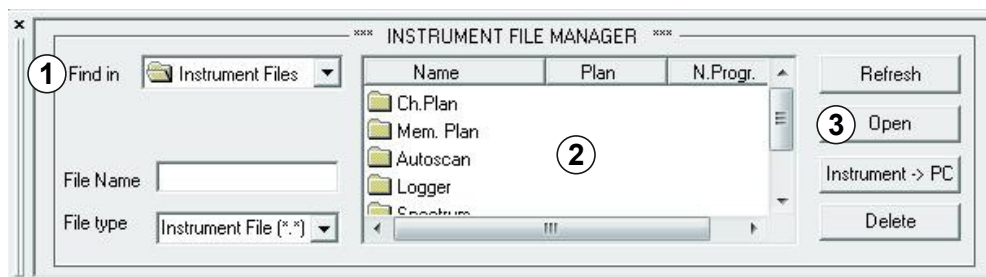 *** INSTRUMENT FILE MANAGER ***
1 Find in Instrument Files
Name Plan N.Progr.
Ch.Plan
Mem. Plan
Autoscan
Logger
Spectrum
2
File Name
File type Instrument File (*.*)
Refresh
3 Open
Instrument -> PC
Delete